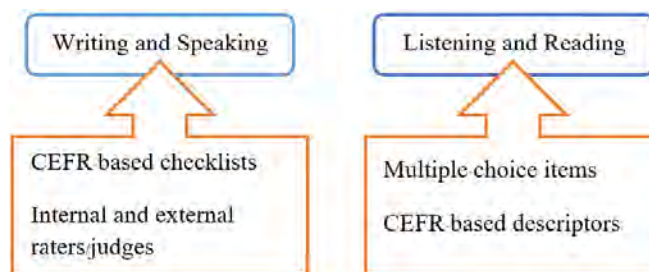 Writing and Speaking
Listening and Reading
CEFR based checklists
Internal and external
raters/judges
Multiple choice items
CEFR based descriptors